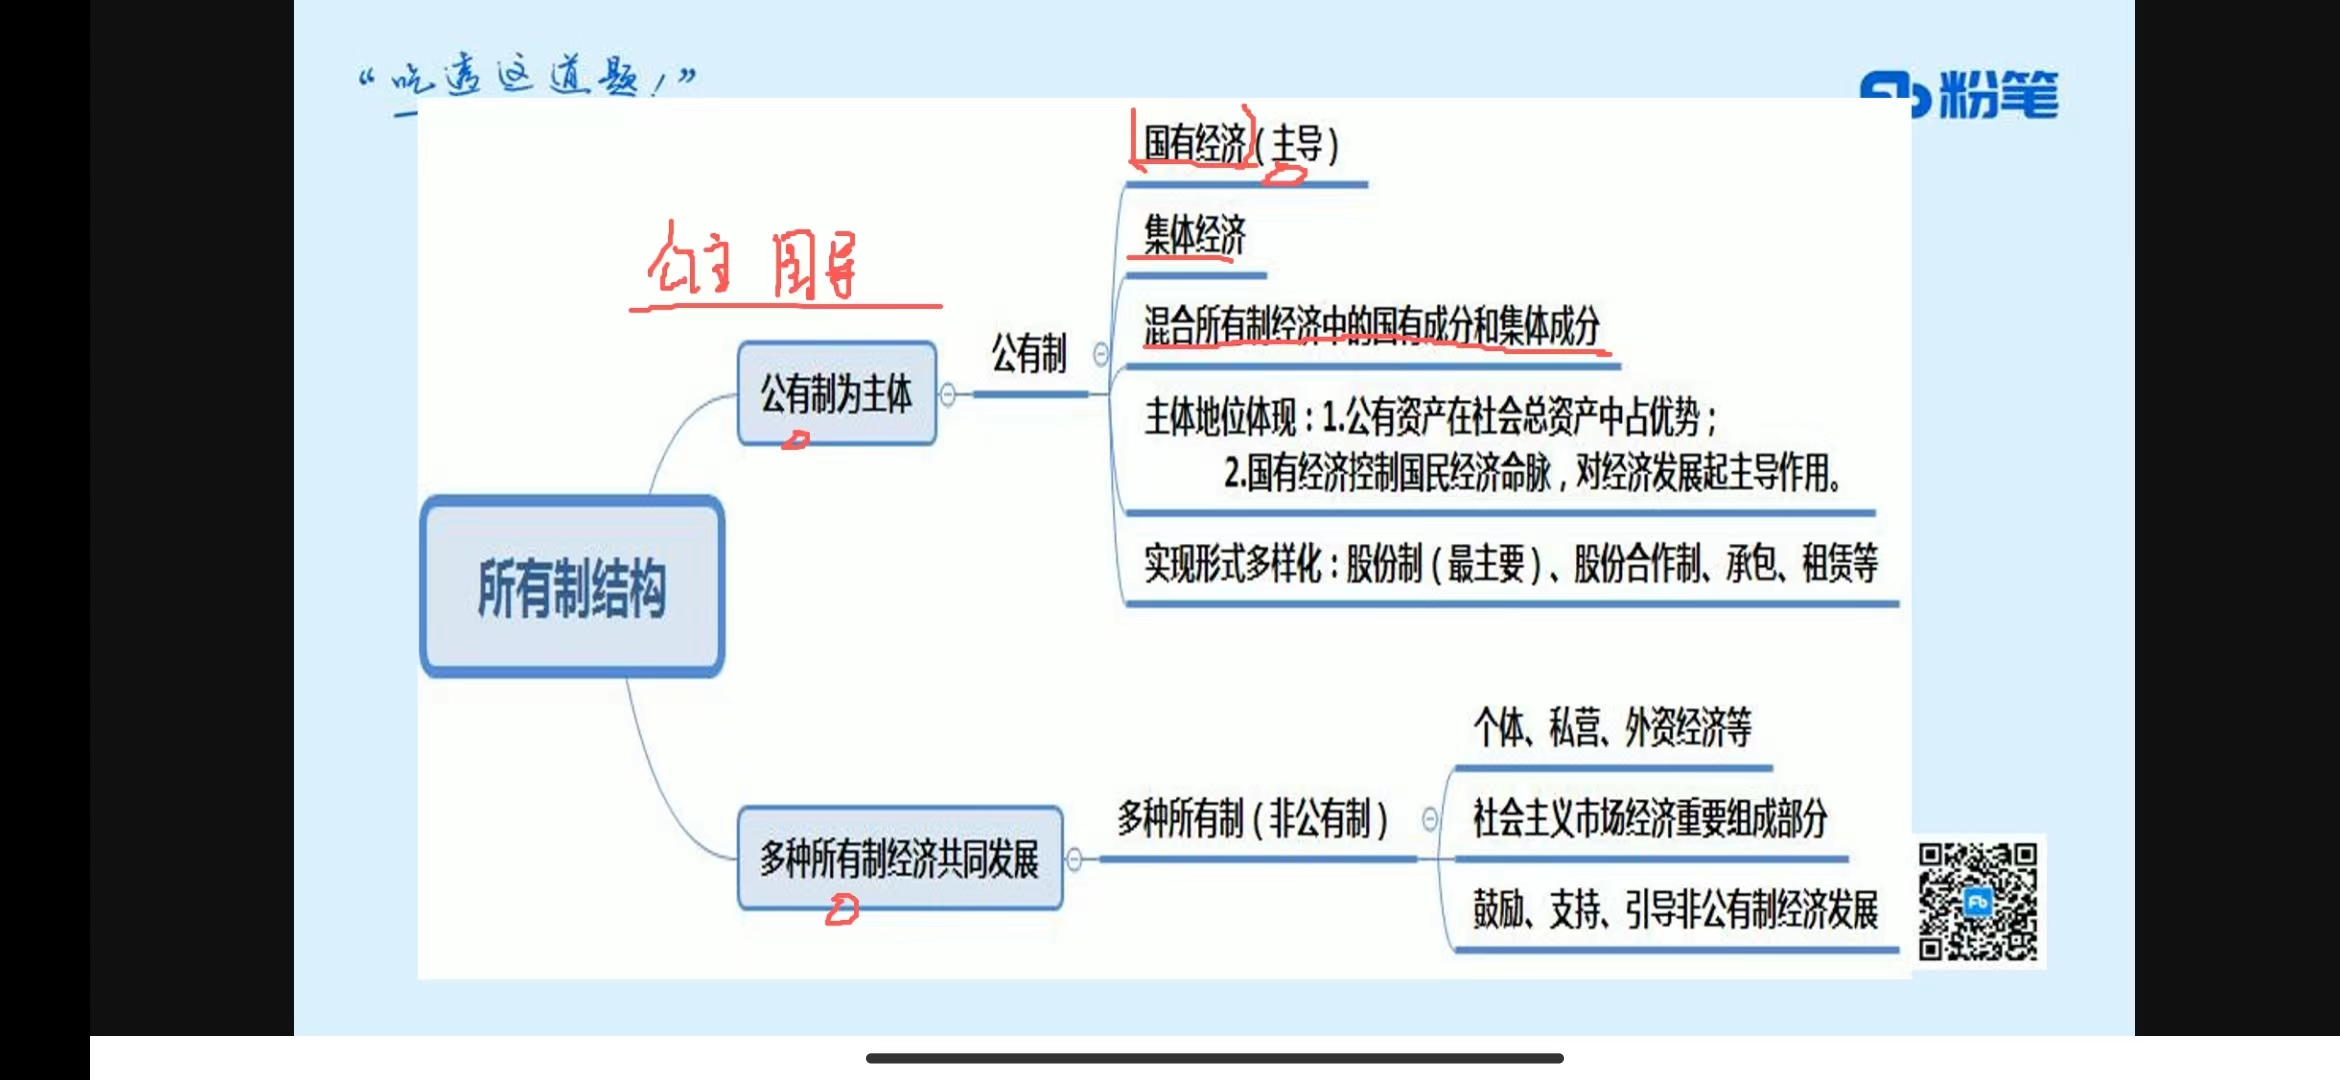 “吃透这道题！”
粉笔
国有经济（主导）
集体经济
公主 国导
混合所有制经济中的国有成分和集体成分
公有制
公有制为主体
主体地位体现：1.公有资产在社会总资产中占优势；
2.国有经济控制国民经济命脉，对经济发展起主导作用。
实现形式多样化：股份制（最主要）、股份合作制、承包、租赁等
所有制结构
个体、私营、外资经济等
多种所有制（非公有制）
社会主义市场经济重要组成部分
多种所有制经济共同发展
鼓励、支持、引导非公有制经济发展